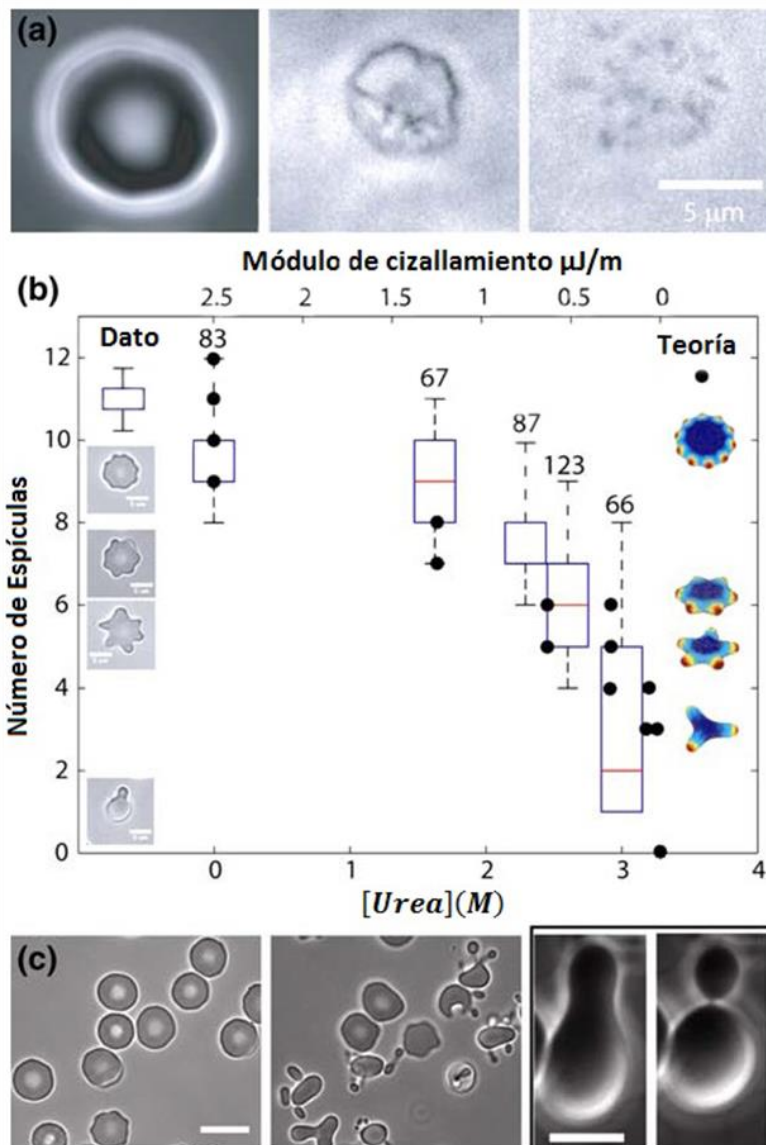 (a)
5 μm
Módulo de cizallamiento μJ/m
(b)
2.5 2 1.5 1 0.5 0
Dato
83
67
87
123
66
Teoría
12
10
8
6
4
2
0
Número de Espículas
0 1 2 3 4
[Urea](M)
(c)